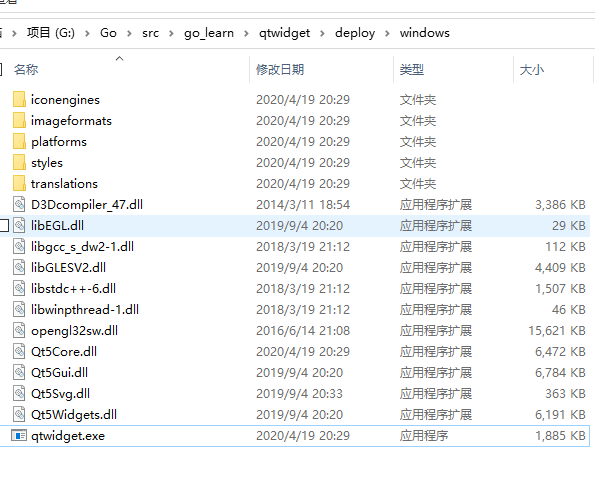 项目 (G:) > Go > src > go_learn > qtwidget > deploy > windows
名称 修改日期 类型 大小
iconengines 2020/4/19 20:29 文件夹
imageformats 2020/4/19 20:29 文件夹
platforms 2020/4/19 20:29 文件夹
styles 2020/4/19 20:29 文件夹
translations 2020/4/19 20:29 文件夹
D3Dcompiler_47.dll 2014/3/11 18:54 应用程序扩展 3,386 KB
libEGL.dll 2019/9/4 20:20 应用程序扩展 29 KB
libgcc_s_dw2-1.dll 2018/3/19 21:12 应用程序扩展 112 KB
libGLESV2.dll 2019/9/4 20:20 应用程序扩展 4,409 KB
libstdc++-6.dll 2018/3/19 21:12 应用程序扩展 1,507 KB
libwinpthread-1.dll 2018/3/19 21:12 应用程序扩展 46 KB
opengl32sw.dll 2016/6/14 21:08 应用程序扩展 15,621 KB
Qt5Core.dll 2020/4/19 20:29 应用程序扩展 6,472 KB
Qt5Gui.dll 2019/9/4 20:20 应用程序扩展 6,784 KB
Qt5Svg.dll 2019/9/4 20:33 应用程序扩展 363 KB
Qt5Widgets.dll 2019/9/4 20:20 应用程序扩展 6,191 KB
qtwidget.exe 2020/4/19 20:29 应用程序 1,885 KB